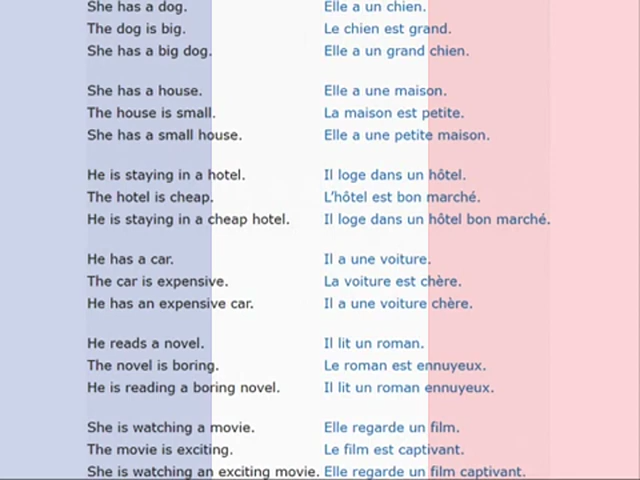 She has a dog. Elle a un chien.
The dog is big. Le chien est grand.
She has a big dog. Elle a un grand chien.
She has a house. Elle a une maison.
The house is small. La maison est petite.
She has a small house. Elle a une petite maison.
He is staying in a hotel. Il loge dans un hôtel.
The hotel is cheap. L'hôtel est bon marché.
He is staying in a cheap hotel. Il loge dans un hôtel bon marché.
He has a car. Il a une voiture.
The car is expensive. La voiture est chère.
He has an expensive car. Il a une voiture chère.
He reads a novel. Il lit un roman.
The novel is boring. Le roman est ennuyeux.
He is reading a boring novel. Il lit un roman ennuyeux.
She is watching a movie. Elle regarde un film.
The movie is exciting. Le film est captivant.
She is watching an exciting movie. Elle regarde un film captivant.